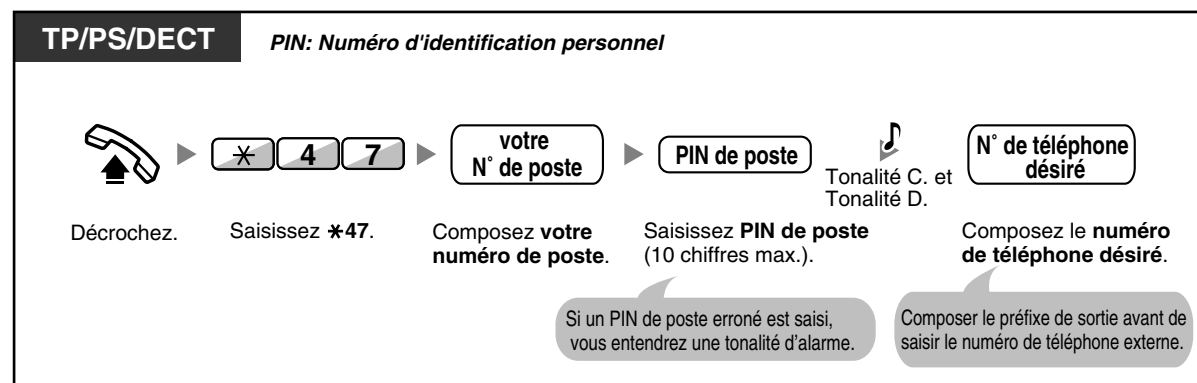 TP/PS/DECT
PIN: Numéro d'identification personnel
* 4 7
votre
N° de poste
PIN de poste
N° de téléphone
désiré
Tonalité C. et
Tonalité D.
Décrochez.
Saisissez *47.
Composez votre
numéro de poste.
Saisissez PIN de poste
(10 chiffres max.).
Composez le numéro
de téléphone désiré.
Si un PIN de poste erroné est saisi,
vous entendrez une tonalité d'alarme.
Composer le préfixe de sortie avant de
saisir le numéro de téléphone externe.